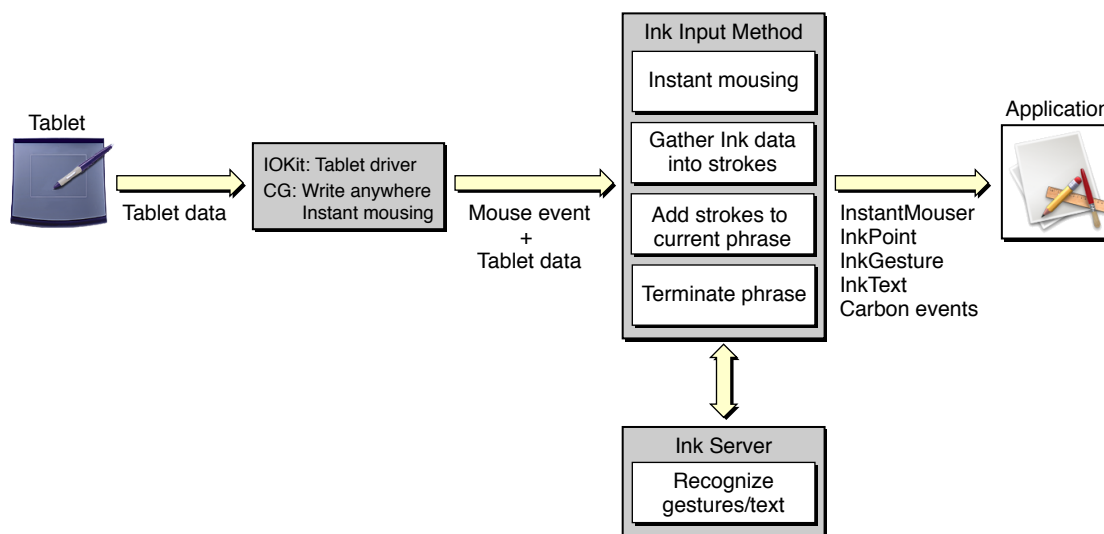 Tablet
Tablet data
IOKit: Tablet driver
CG: Write anywhere
Instant mousing
Mouse event
+
Tablet data
Ink Input Method
Instant mousing
Gather Ink data
into strokes
Add strokes to
current phrase
Terminate phrase
Ink Server
Recognize
gestures/text
InstantMouser
InkPoint
InkGesture
InkText
Carbon events
Application